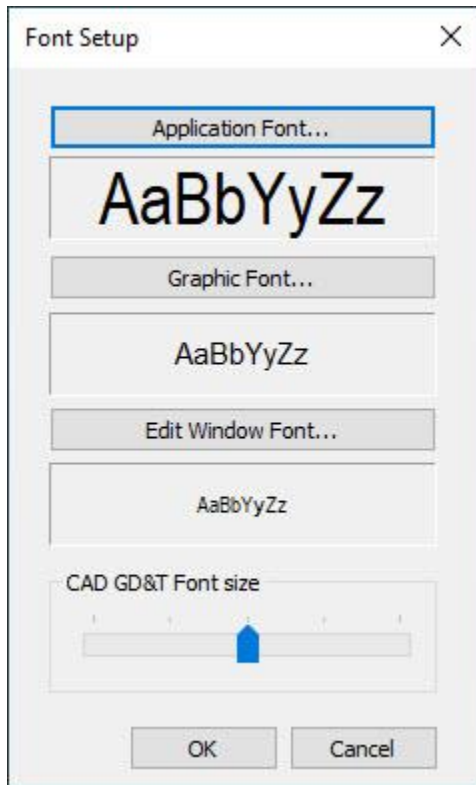 Font Setup
Application Font...
AaBbYyZz
Graphic Font...
AaBbYyZz
Edit Window Font...
AaBbYyZz
CAD GD&T Font size
OK Cancel